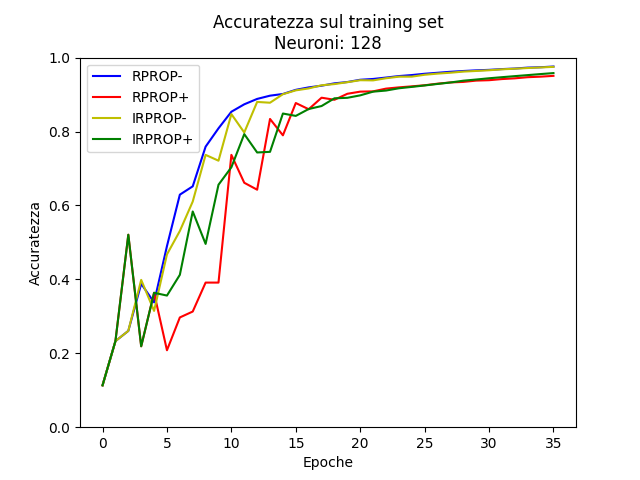 Accuratezza sul training set
Neuroni: 128
RPROP-
RPROP+
IRPROP-
IRPROP+
Accuratezza
1.0
0.8
0.6
0.4
0.2
0.0
0 5 10 15 20 25 30 35
Epoche